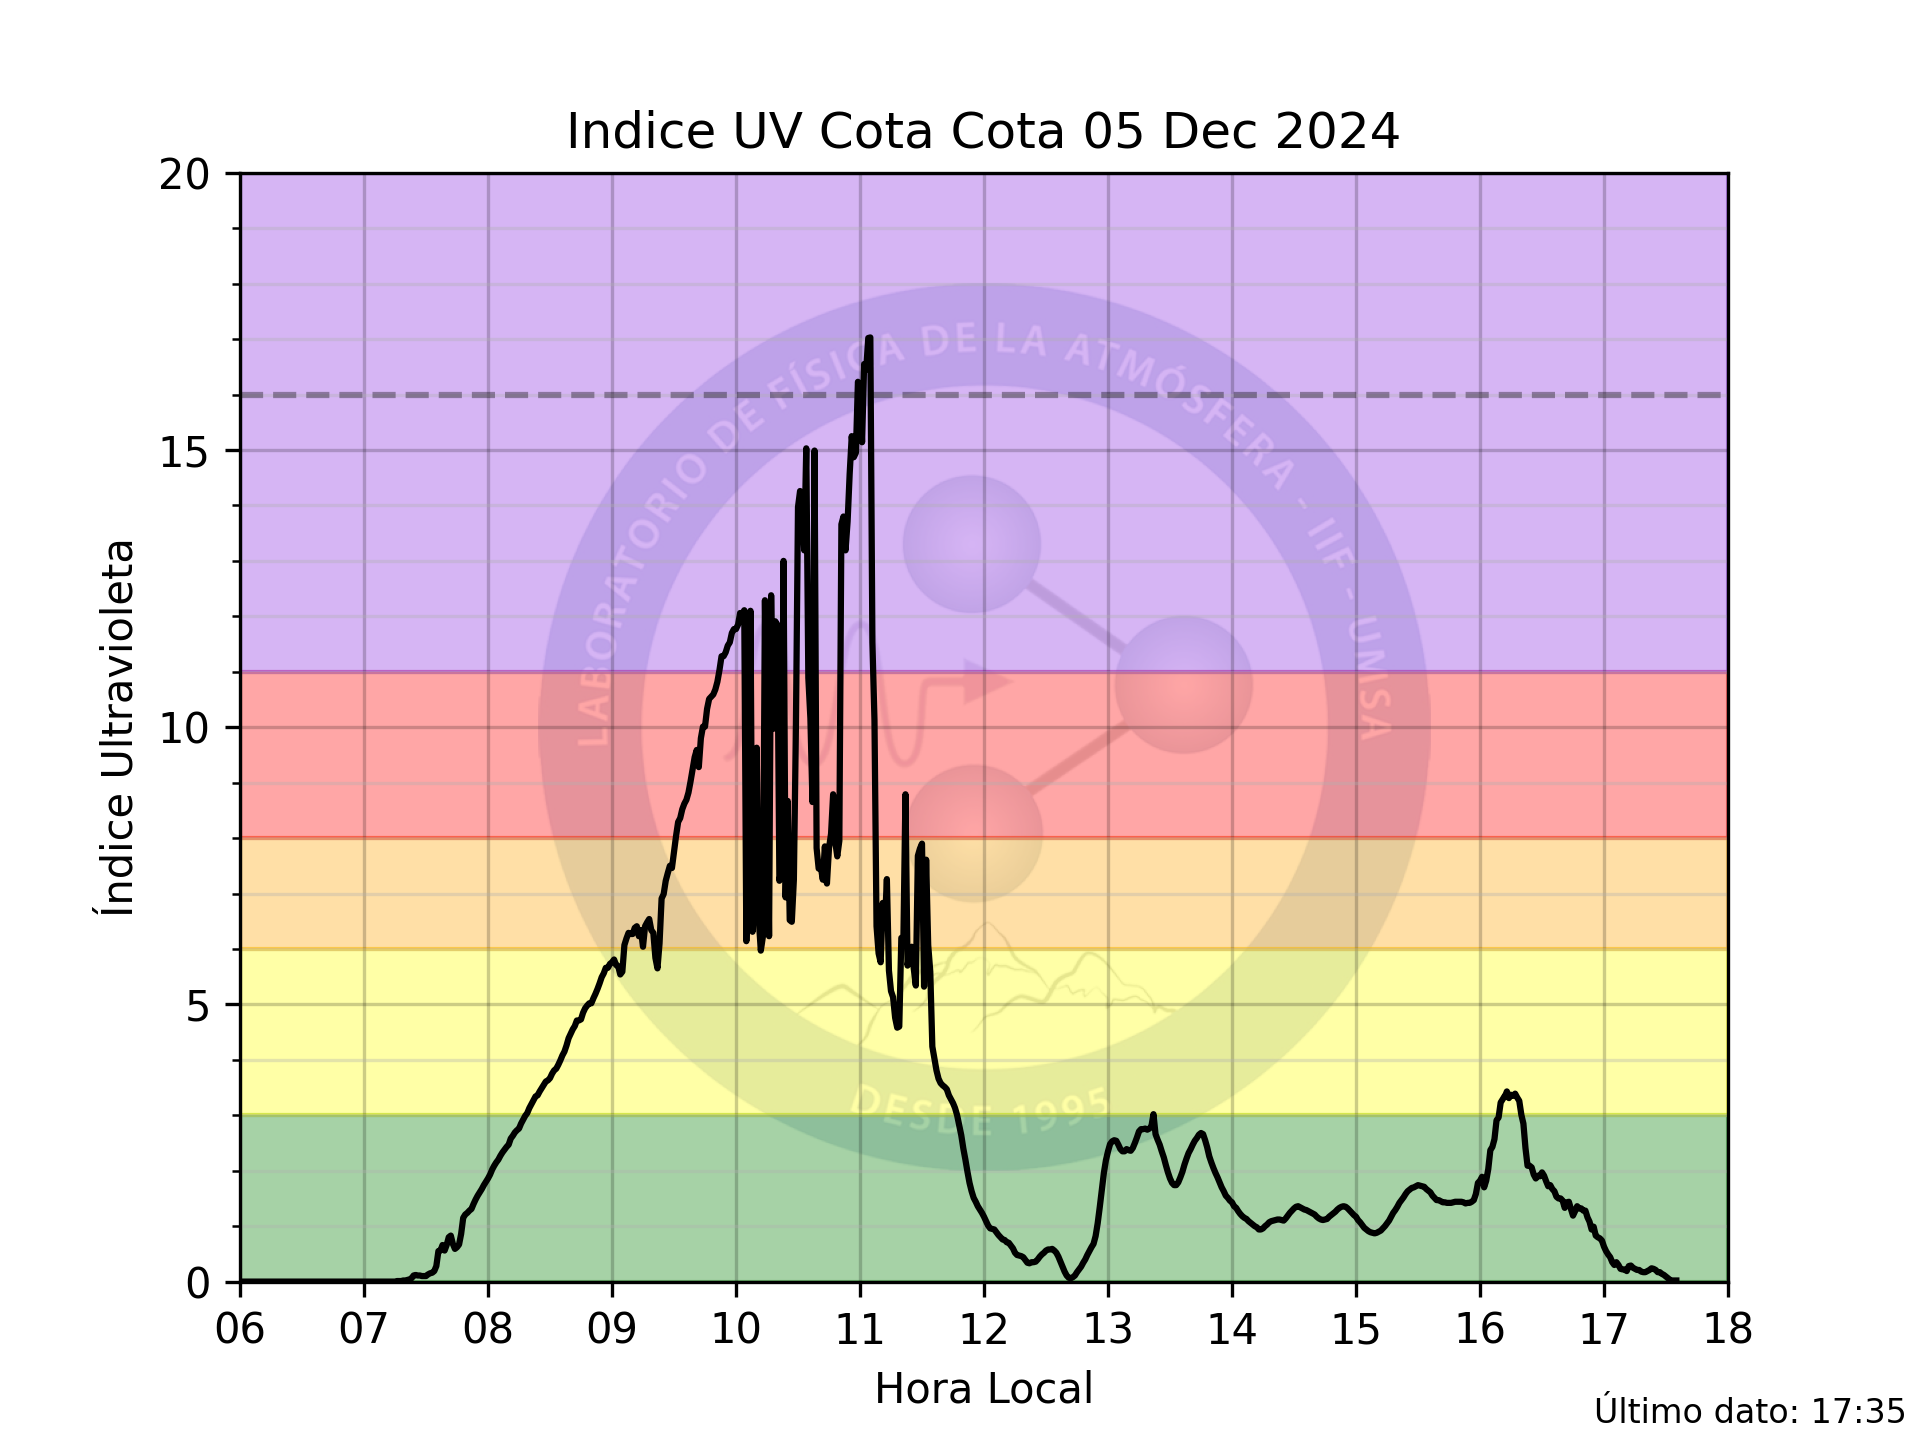 Indice UV Cota Cota 05 Dec 2024
20
15
10
5
0
Índice Ultravioleta
LABORATORIO DE FÍSICA DE LA ATMÓSFERA - IIF - UMSA
DESDE 1995
06 07 08 09 10 11 12 13 14 15 16 17 18
Hora Local
Último dato: 17:35